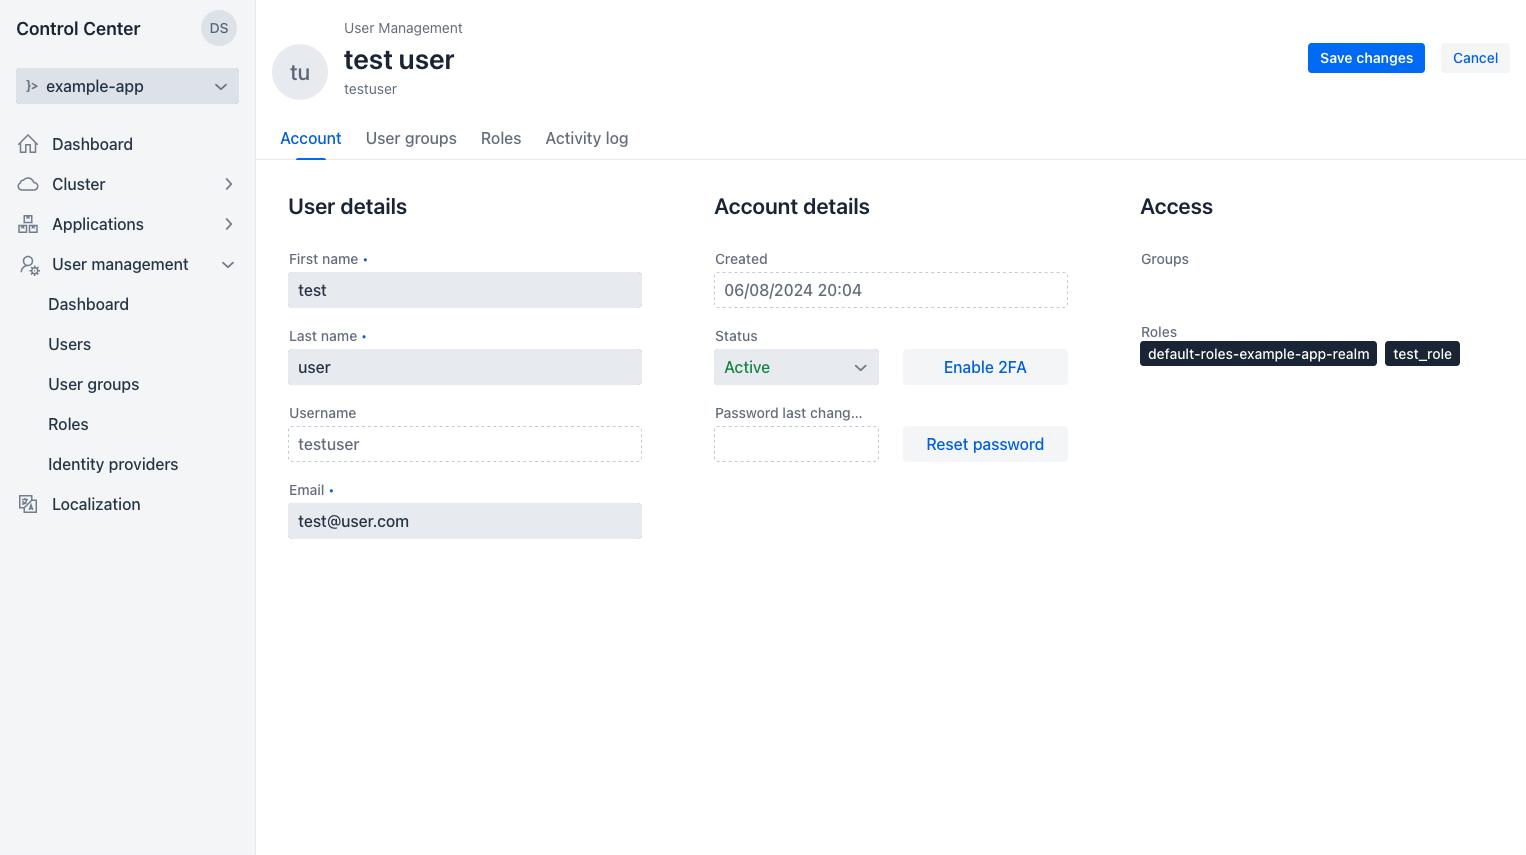 Control Center
DS
}> example-app
Dashboard
Cluster
Applications
User management
Dashboard
Users
User groups
Roles
Identity providers
Localization
User Management
tu
test user
testuser
Save changes
Cancel
Account
User groups
Roles
Activity log
User details
First name •
test
Last name •
user
Username
testuser
Email •
test@user.com
Account details
Created
06/08/2024 20:04
Status
Active
Enable 2FA
Password last chang...
Reset password
Access
Groups
Roles
default-roles-example-app-realm test_role